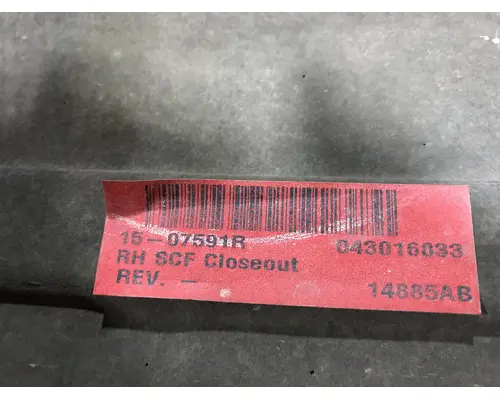 15-07591R 043016033
RH SCF Closeout
REV. - 14885AB